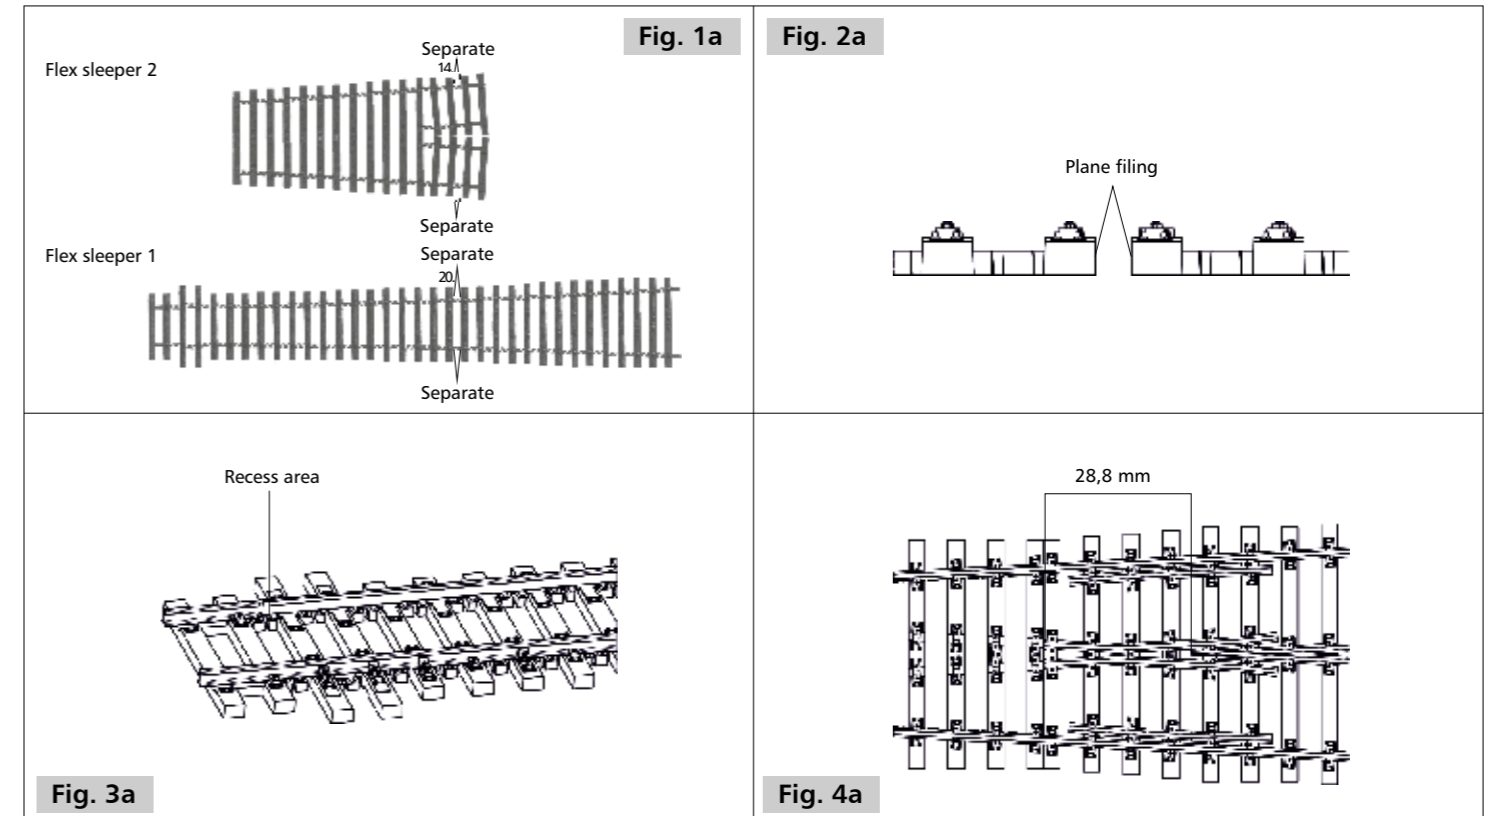 Fig. 1a
Separate
14.
Flex sleeper 2
Separate
Flex sleeper 1
Separate
20.
Separate
Fig. 2a
Plane filing
Recess area
Fig. 3a
28,8 mm
Fig. 4a